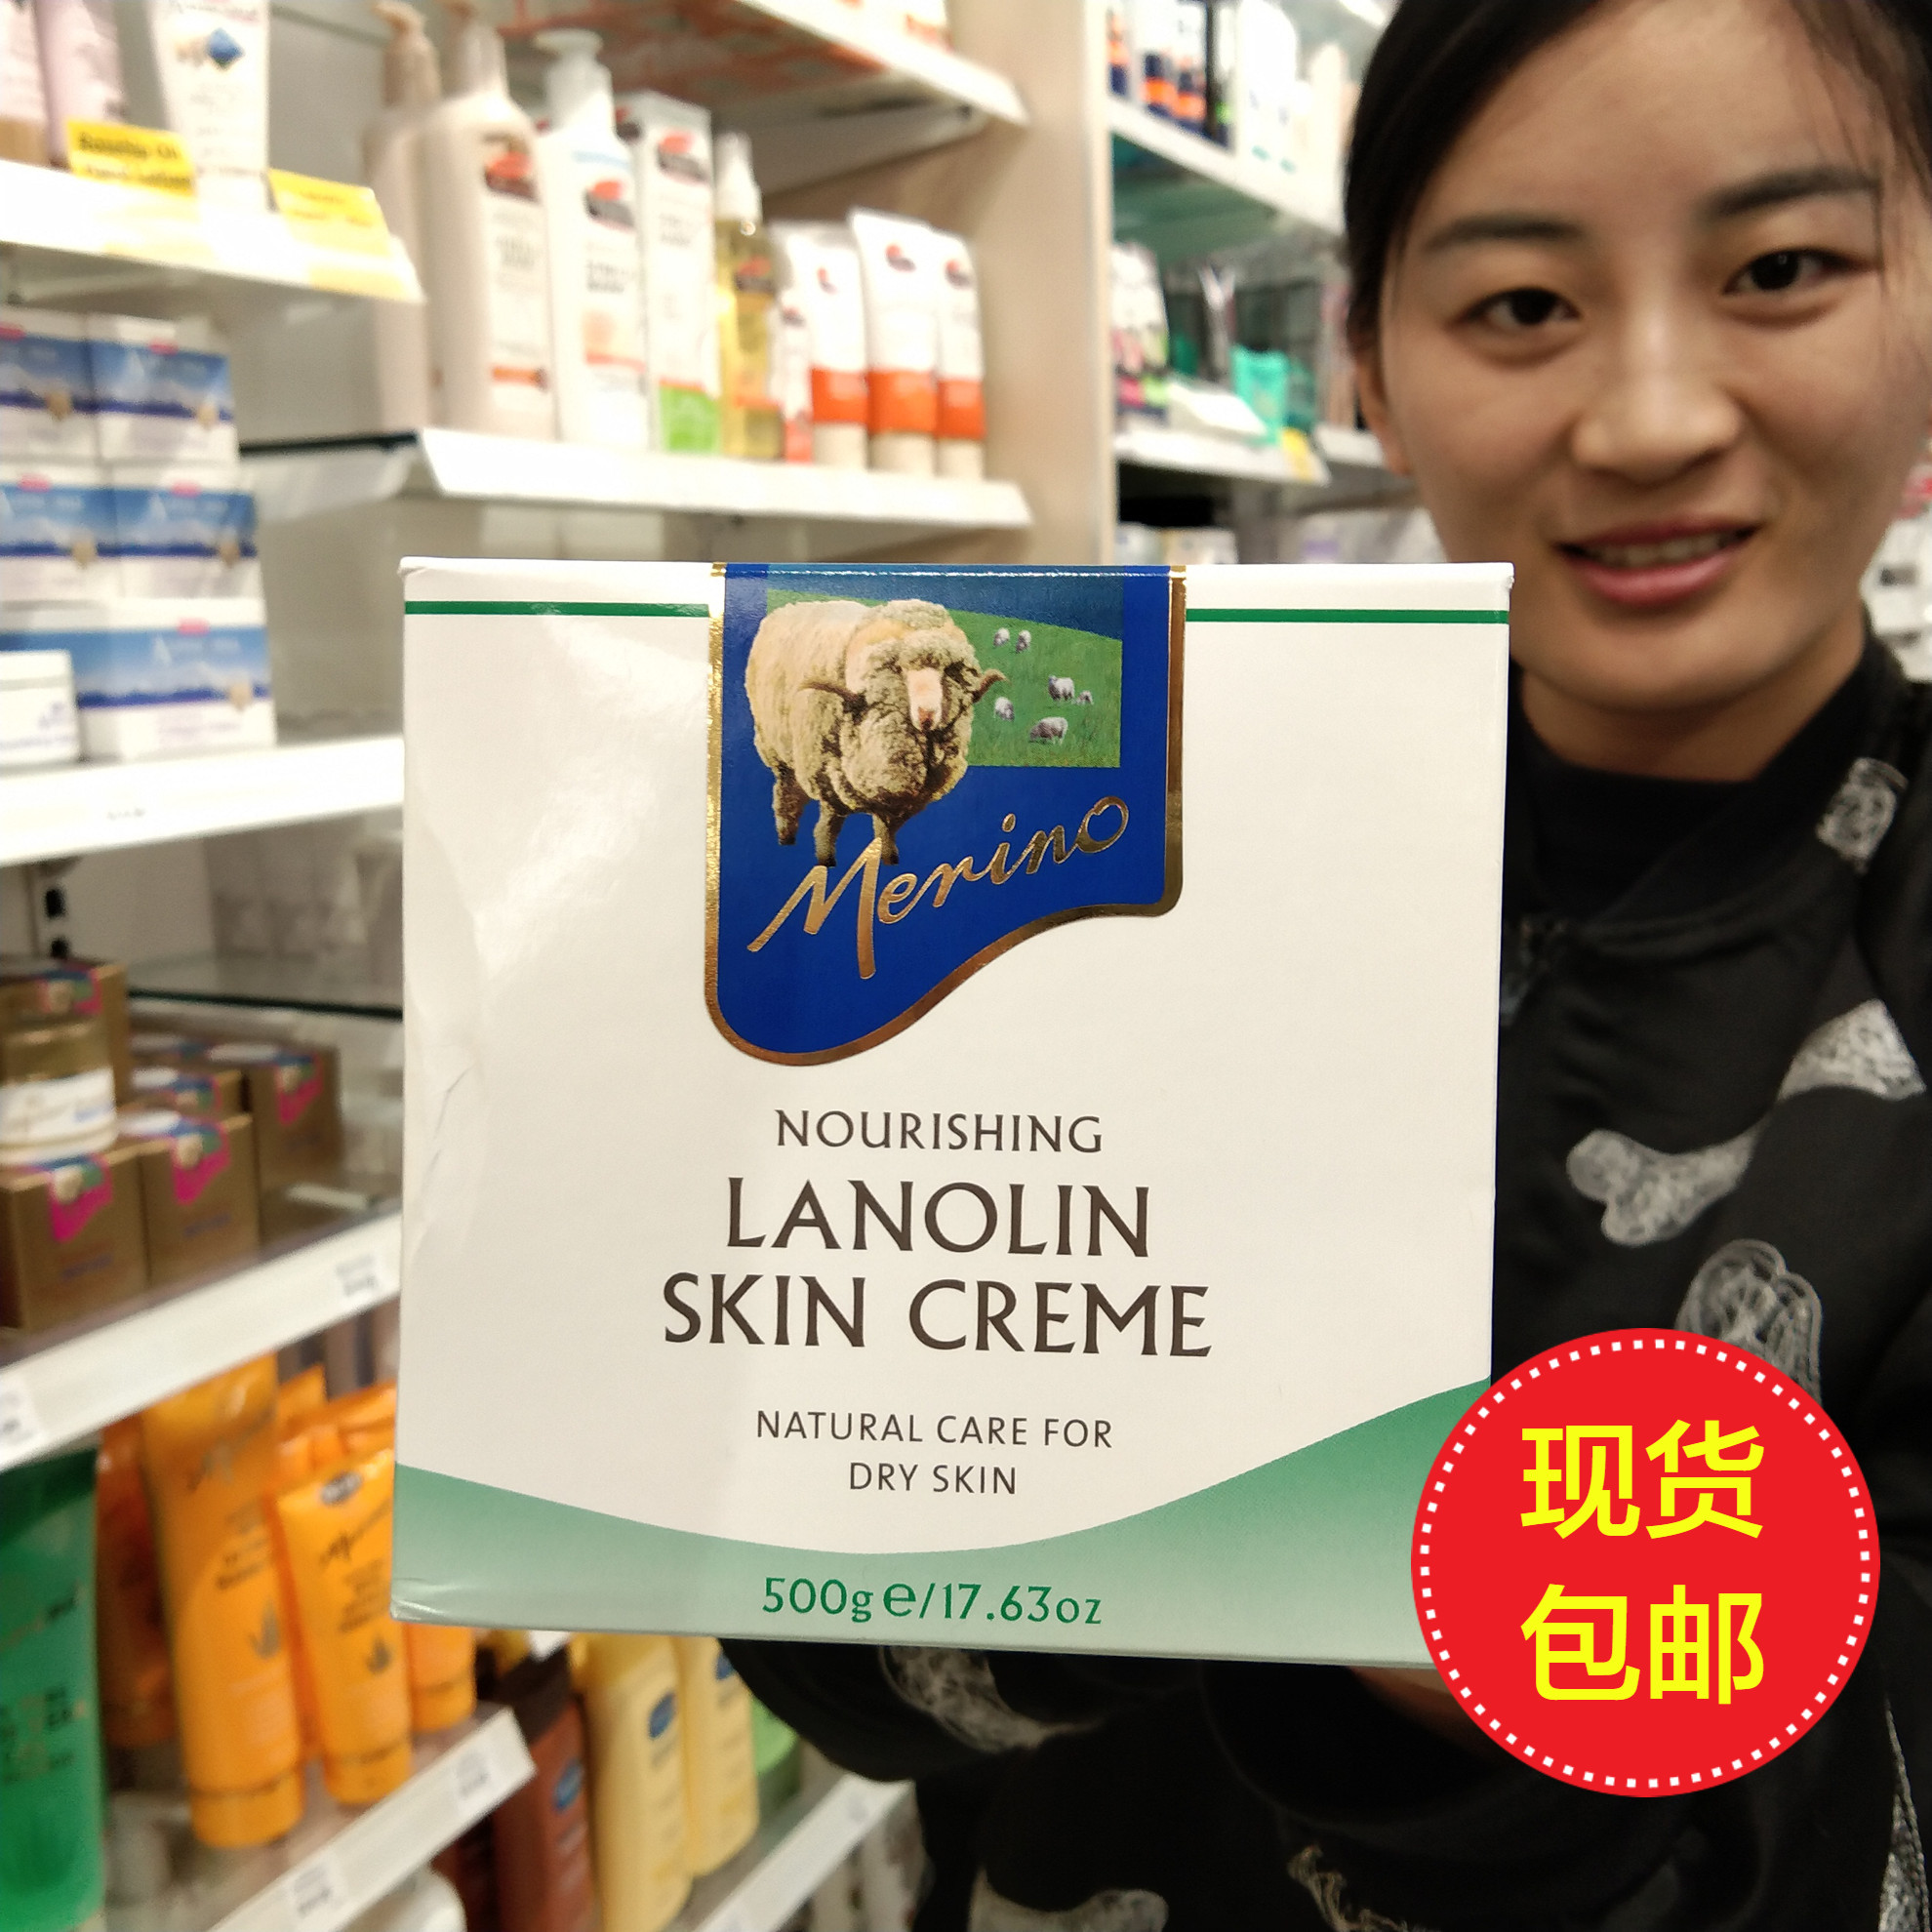 Merino
NOURISHING
LANOLIN
SKIN CREME
NATURAL CARE FOR
DRY SKIN
500g e/17.63oz
现货
包邮